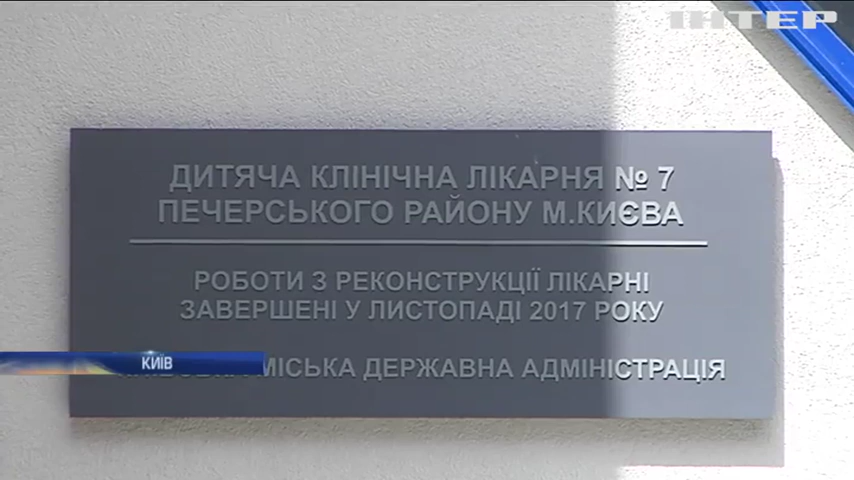 ІНТЕР
ДИТЯЧА КЛІНІЧНА ЛІКАРНЯ № 7
ПЕЧЕРСЬКОГО РАЙОНУ М.КИЄВА
РОБОТИ З РЕКОНСТРУКЦІЇ ЛІКАРНІ
ЗАВЕРШЕНІ У ЛИСТОПАДІ 2017 РОКУ
МІСЬКА ДЕРЖАВНА АДМІНІСТРАЦІЯ
КИЇВ